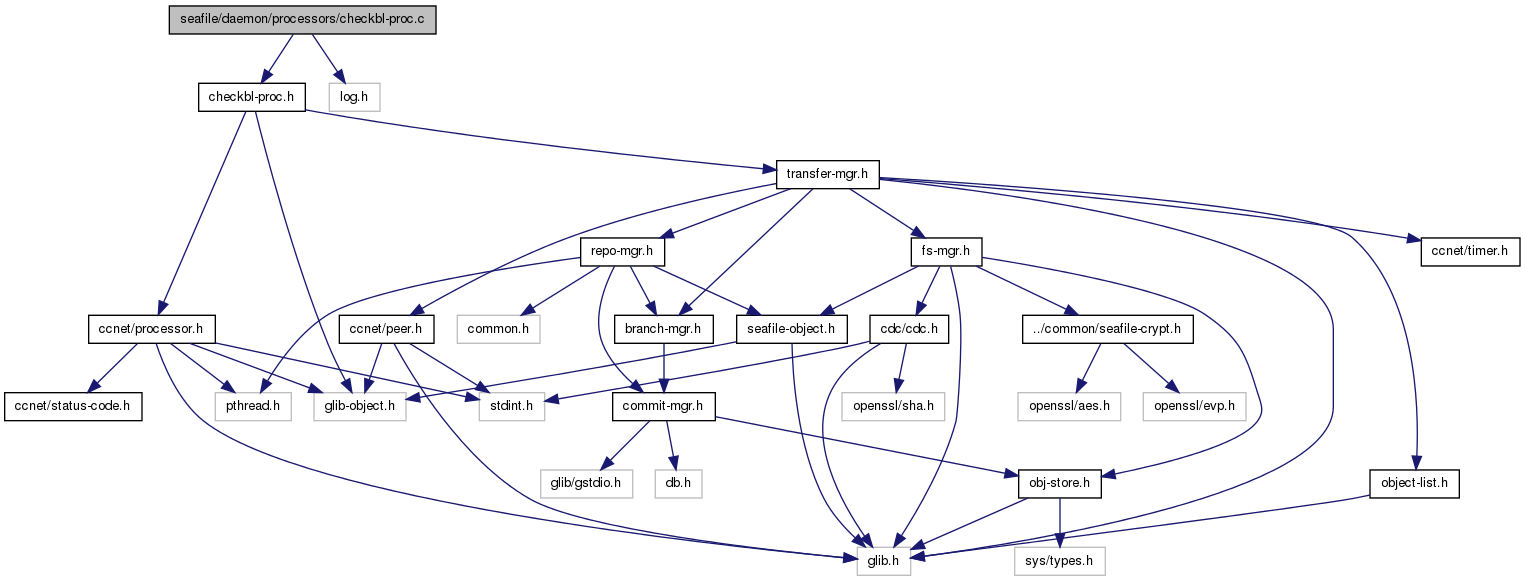 seafile/daemon/processors/checkbl-proc.c
checkbl-proc.h
log.h
transfer-mgr.h
repo-mgr.h
fs-mgr.h
ccnet/timer.h
ccnet/processor.h
ccnet/peer.h
common.h
branch-mgr.h
seafile-object.h
cdc/cdc.h
../common/seafile-crypt.h
ccnet/status-code.h
pthread.h
glib-object.h
stdint.h
commit-mgr.h
openssl/sha.h
openssl/aes.h
openssl/evp.h
glib/gstdio.h
db.h
obj-store.h
object-list.h
glib.h
sys/types.h